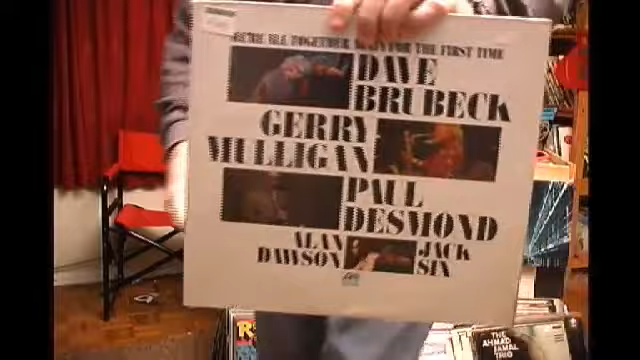 WE'RE ALL TOGETHER AGAIN FOR THE FIRST TIME
DAVE
BRUBECK
GERRY
MULLIGAN
PAUL
DESMOND
ALAN
DAWSON
JACK
SIX
THE
AHMAD
JAMAL
TRIO